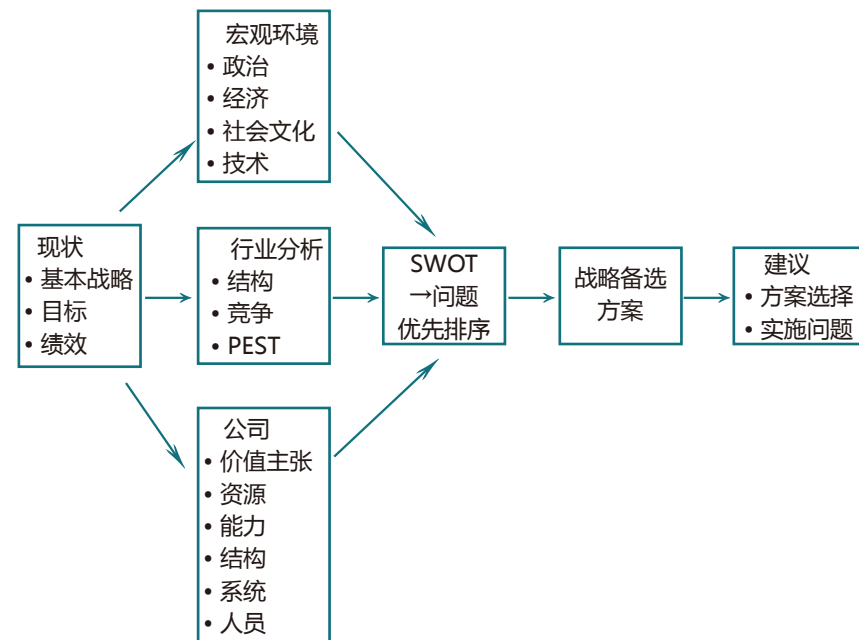 宏观环境
• 政治
• 经济
• 社会文化
• 技术
现状
• 基本战略
• 目标
• 绩效
行业分析
• 结构
• 竞争
• PEST
公司
• 价值主张
• 资源
• 能力
• 结构
• 系统
• 人员
SWOT
→问题
优先排序
战略备选
方案
建议
• 方案选择
• 实施问题